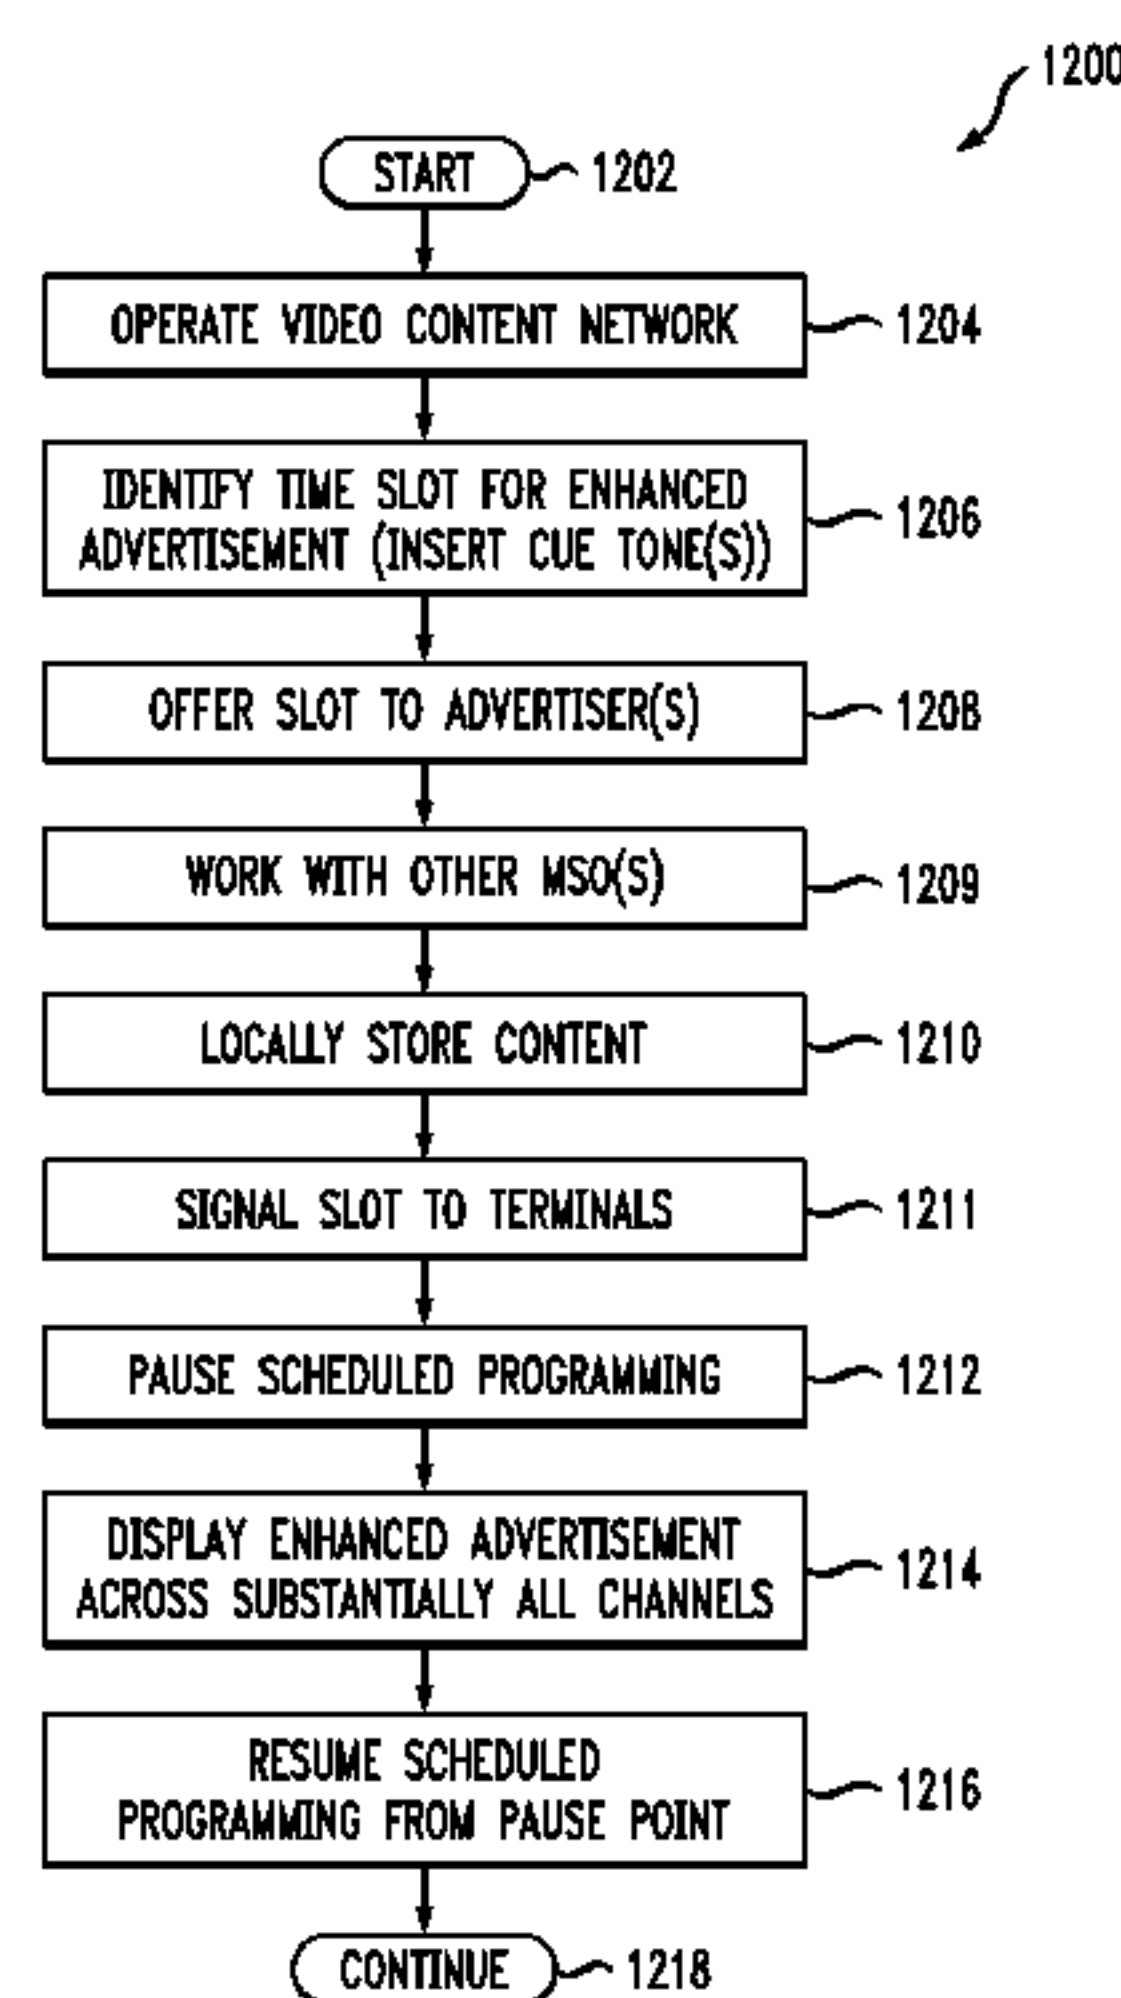 1200
START 1202
OPERATE VIDEO CONTENT NETWORK 1204
IDENTIFY TIME SLOT FOR ENHANCED
ADVERTISEMENT (INSERT CUE TONE(S)) 1206
OFFER SLOT TO ADVERTISER(S) 1208
WORK WITH OTHER MSO(S) 1209
LOCALLY STORE CONTENT 1210
SIGNAL SLOT TO TERMINALS 1211
PAUSE SCHEDULED PROGRAMMING 1212
DISPLAY ENHANCED ADVERTISEMENT
ACROSS SUBSTANTIALLY ALL CHANNELS 1214
RESUME SCHEDULED
PROGRAMMING FROM PAUSE POINT 1216
CONTINUE 1218